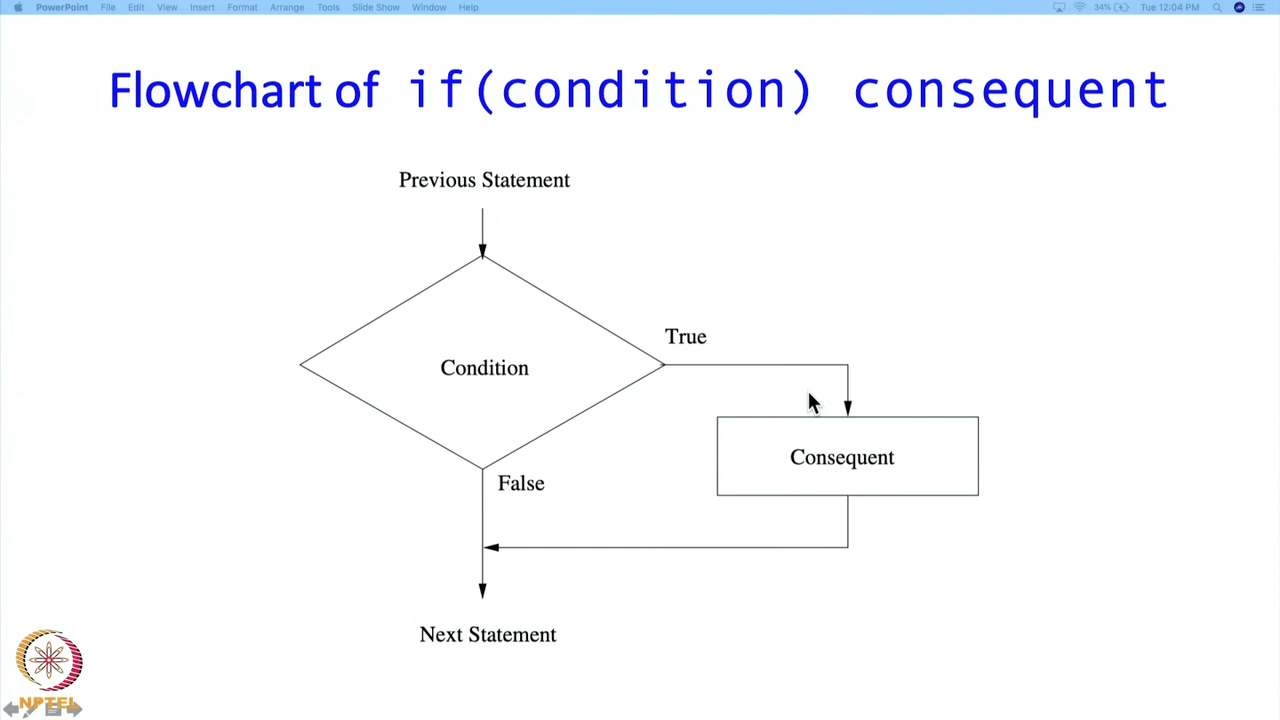 PowerPoint File Edit View Insert Format Arrange Tools Slide Show Window Help 34% Tue 12:04 PM
Flowchart of if(condition) consequent
Previous Statement
True
Condition
Consequent
False
Next Statement
NPTEL